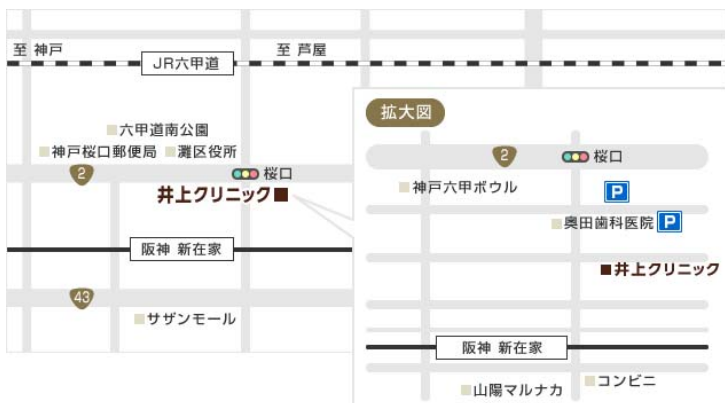 至 神戸
JR六甲道
至 芦屋
六甲道南公園
神戸桜口郵便局
灘区役所
2
桜口
井上クリニック
阪神 新在家
43
サザンモール
拡大図
2
桜口
神戸六甲ボウル
P
奥田歯科医院
P
井上クリニック
阪神 新在家
コンビニ
山陽マルナカ